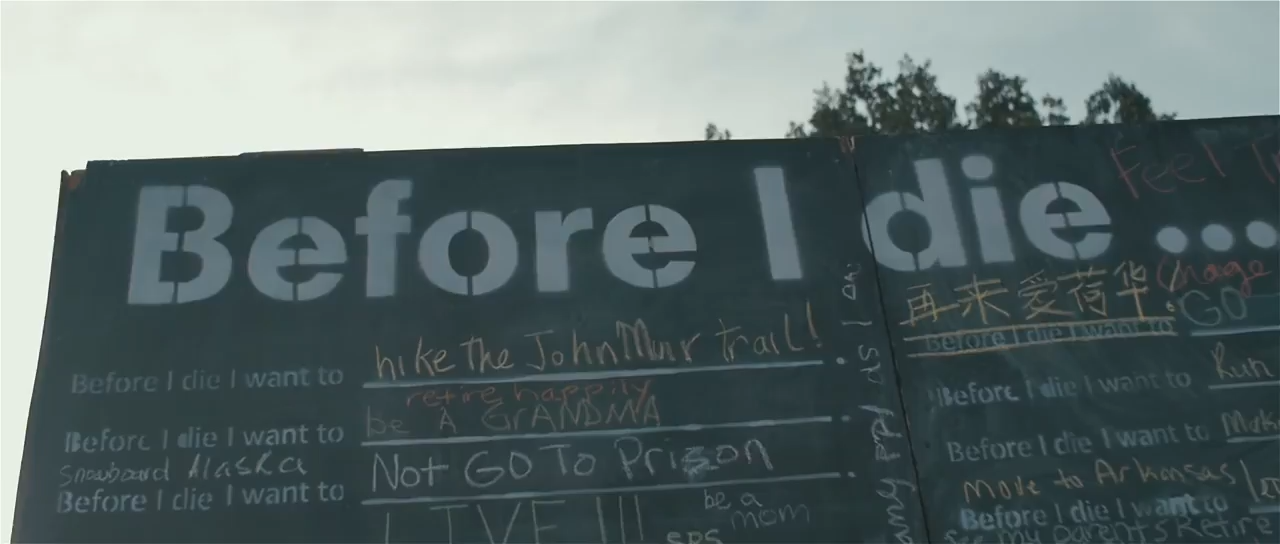 Before I die ...
Feel
Before I die I want to hike the John Muir trail!
retire happily
Before I die I want to be A GrANDMA
Snowboard Alaska
Before I die I want to Not GO To Prison
LIVE !!!
be a
mom
as I am
再来爱荷华!
Before I die I want to GO
Before I die I want to Run
Before I die I want to
move to Arkansas
Before I die I want to
my parents Retire